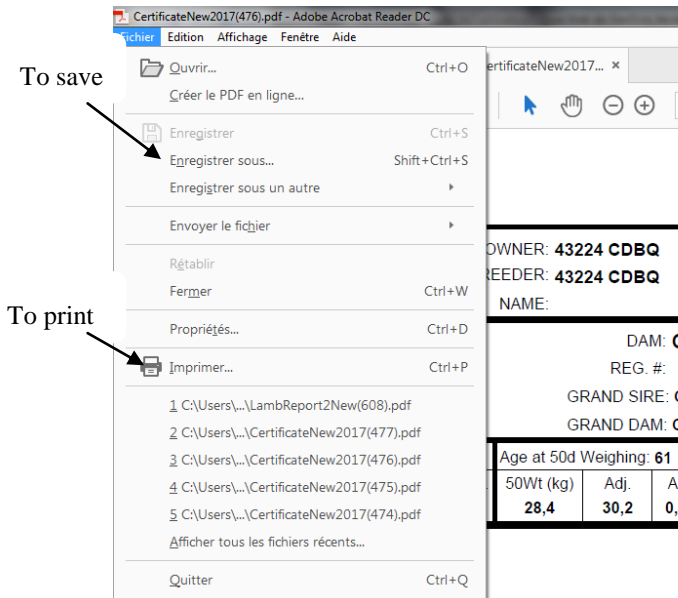 CertificateNew2017(476).pdf - Adobe Acrobat Reader DC
Fichier Edition Affichage Fenêtre Aide
ertificateNew2017... ×
To save
Ouvrir... Ctrl+O
Créer le PDF en ligne...
Enregistrer Ctrl+S
Enregistrer sous... Shift+Ctrl+S
Enregistrer sous un autre
Envoyer le fichier
Rétablir
Fermer Ctrl+W
To print
Propriétés... Ctrl+D
Imprimer... Ctrl+P
1 C:\Users\...\LambReport2New(608).pdf
2 C:\Users\...\CertificateNew2017(477).pdf
3 C:\Users\...\CertificateNew2017(476).pdf
4 C:\Users\...\CertificateNew2017(475).pdf
5 C:\Users\...\CertificateNew2017(474).pdf
Afficher tous les fichiers récents...
Quitter Ctrl+Q
OWNER: 43224 CDBQ
REEDER: 43224 CDBQ
NAME:
DAM:
REG. #:
GRAND SIRE:
GRAND DAM:
Age at 50d Weighing: 61
50Wt (kg) Adj.
28,4 30,2 0,